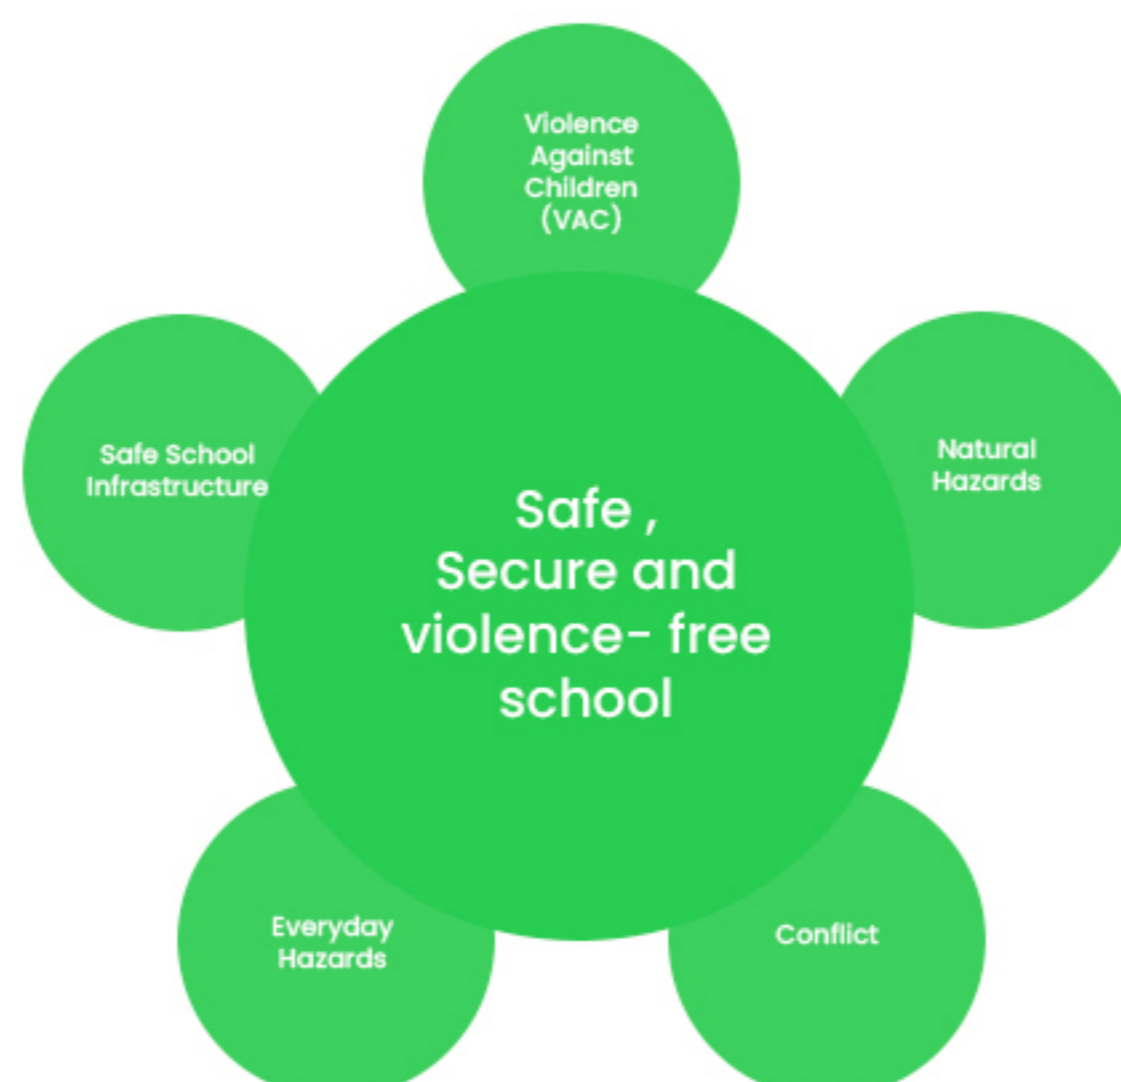 Violence
Against
Children
(VAC)
Safe School
Infrastructure
Natural
Hazards
Safe ,
Secure and
violence- free
school
Everyday
Hazards
Conflict